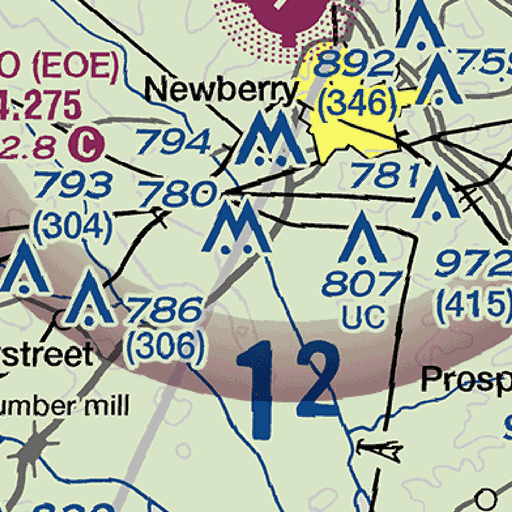 O (EOE)
4.275
2.8 C
Newberry
892
(346)
759
794
793
(304)
780
781
807
UC
972
(415)
786
(306)
12
umber mill
Prosp